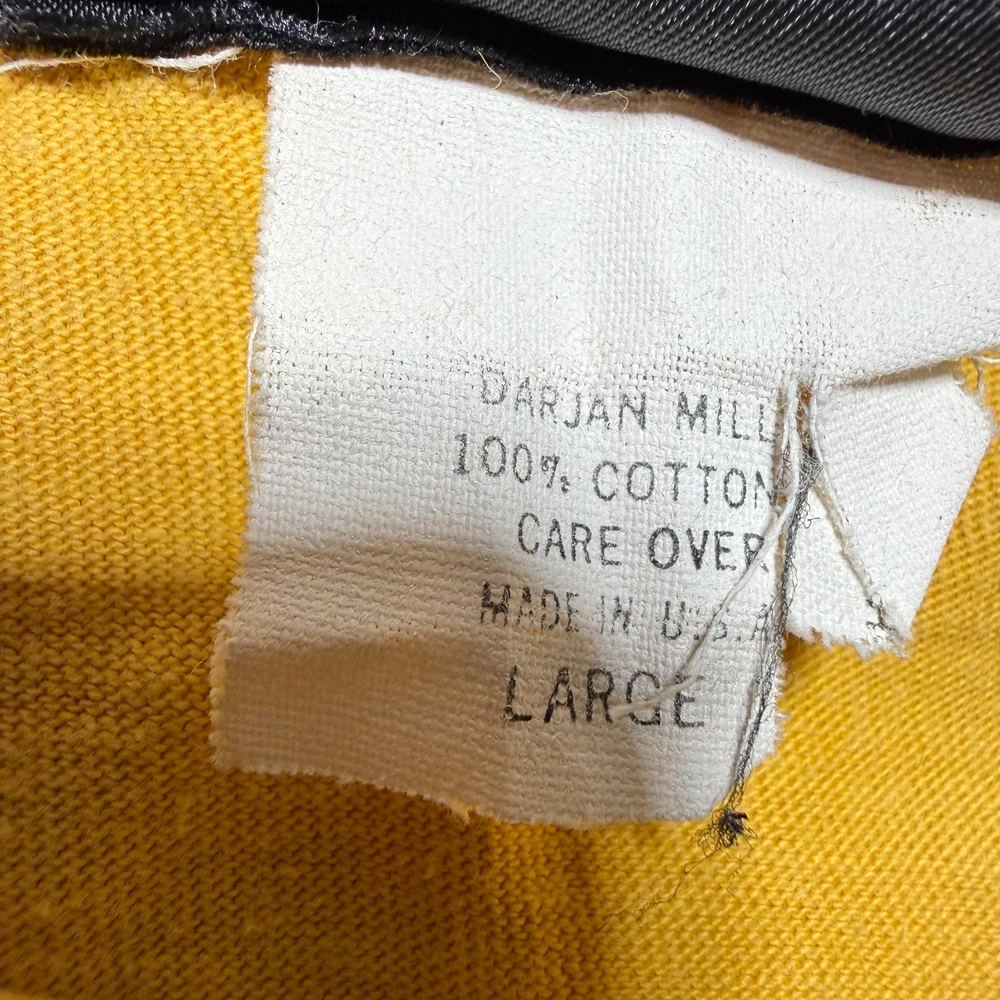 DARJAN MILL
100% COTTON
CARE OVER
MADE IN U.S.A
LARGE